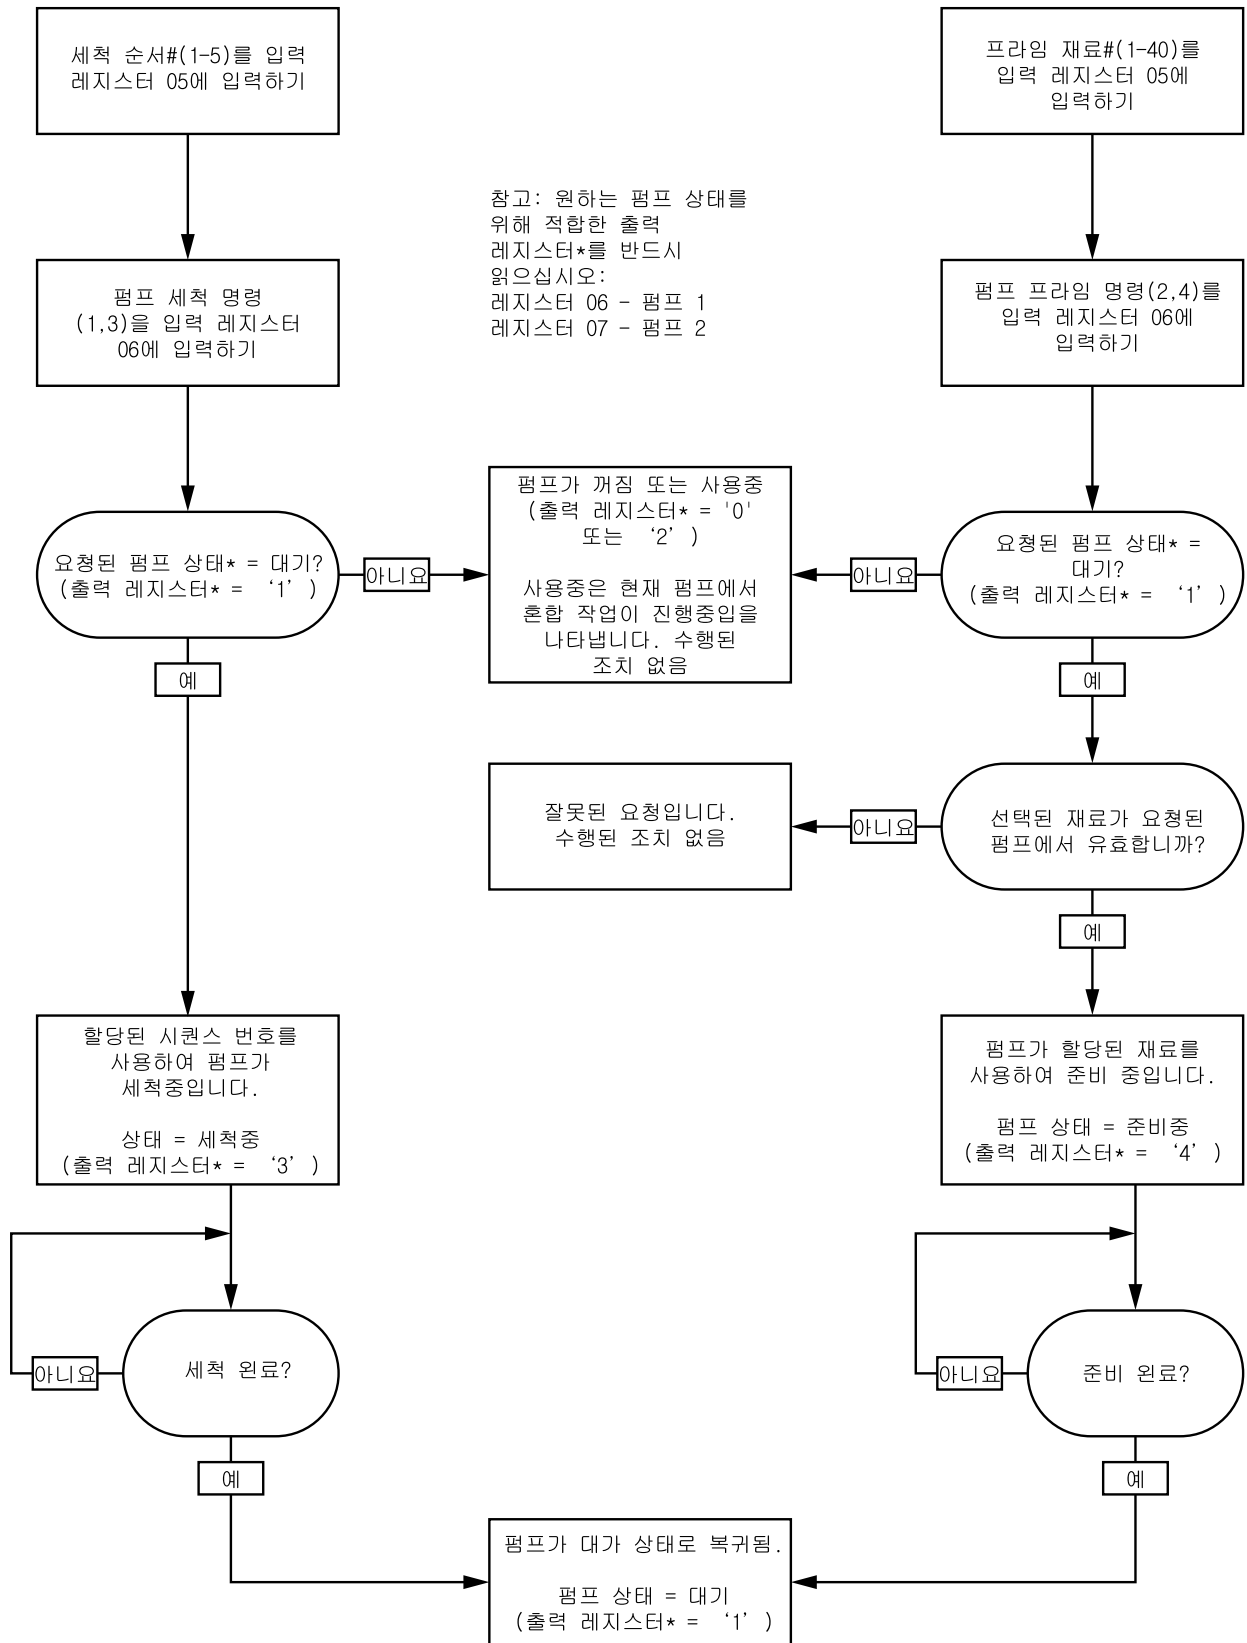 세척 순서#(1-5)를 입력
레지스터 05에 입력하기
프라임 재료#(1-40)를
입력 레지스터 05에
입력하기
참고: 원하는 펌프 상태를
위해 적합한 출력
레지스터*를 반드시
읽으십시오:
레지스터 06 - 펌프 1
레지스터 07 - 펌프 2
펌프 세척 명령
(1,3)을 입력 레지스터
06에 입력하기
펌프 프라임 명령(2,4)를
입력 레지스터 06에
입력하기
요청된 펌프 상태* = 대기?
(출력 레지스터* = ‘1’)
아니요
펌프가 꺼짐 또는 사용중
(출력 레지스터* = '0'
또는 ‘2’)
사용중은 현재 펌프에서
혼합 작업이 진행중입을
나타냅니다. 수행된
조치 없음
아니요
요청된 펌프 상태* =
대기?
(출력 레지스터* = ‘1’)
예
예
잘못된 요청입니다.
수행된 조치 없음
아니요
선택된 재료가 요청된
펌프에서 유효합니까?
예
할당된 시퀀스 번호를
사용하여 펌프가
세척중입니다.
상태 = 세척중
(출력 레지스터* = ‘3’)
펌프가 할당된 재료를
사용하여 준비 중입니다.
펌프 상태 = 준비중
(출력 레지스터* = ‘4’)
아니요
세척 완료?
아니요
준비 완료?
예
예
펌프가 대가 상태로 복귀됨.
펌프 상태 = 대기
(출력 레지스터* = ‘1’)